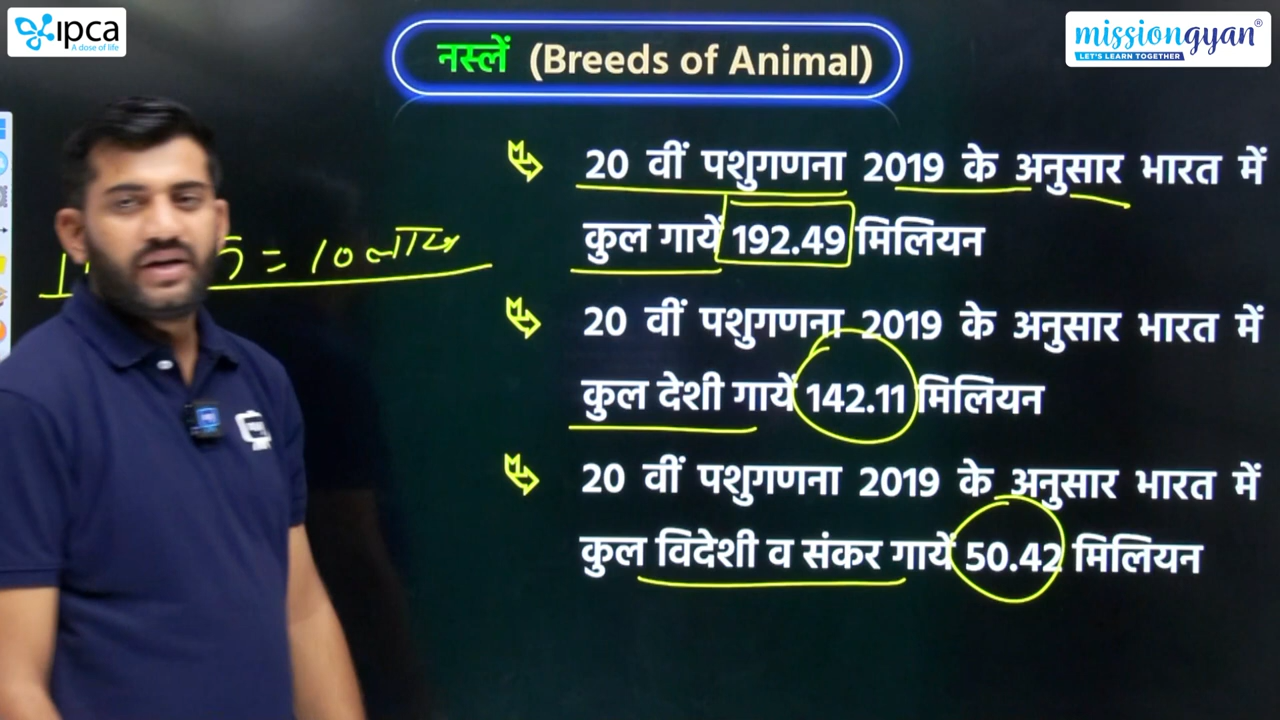 ipca
A dose of life
नस्लें (Breeds of Animal)
missiongyan®
LET'S LEARN TOGETHER
20 वीं पशुगणना 2019 के अनुसार भारत में
कुल गायें 192.49 मिलियन
= 10 लाख
20 वीं पशुगणना 2019 के अनुसार भारत में
कुल देशी गायें 142.11 मिलियन
20 वीं पशुगणना 2019 के अनुसार भारत में
कुल विदेशी व संकर गायें 50.42 मिलियन